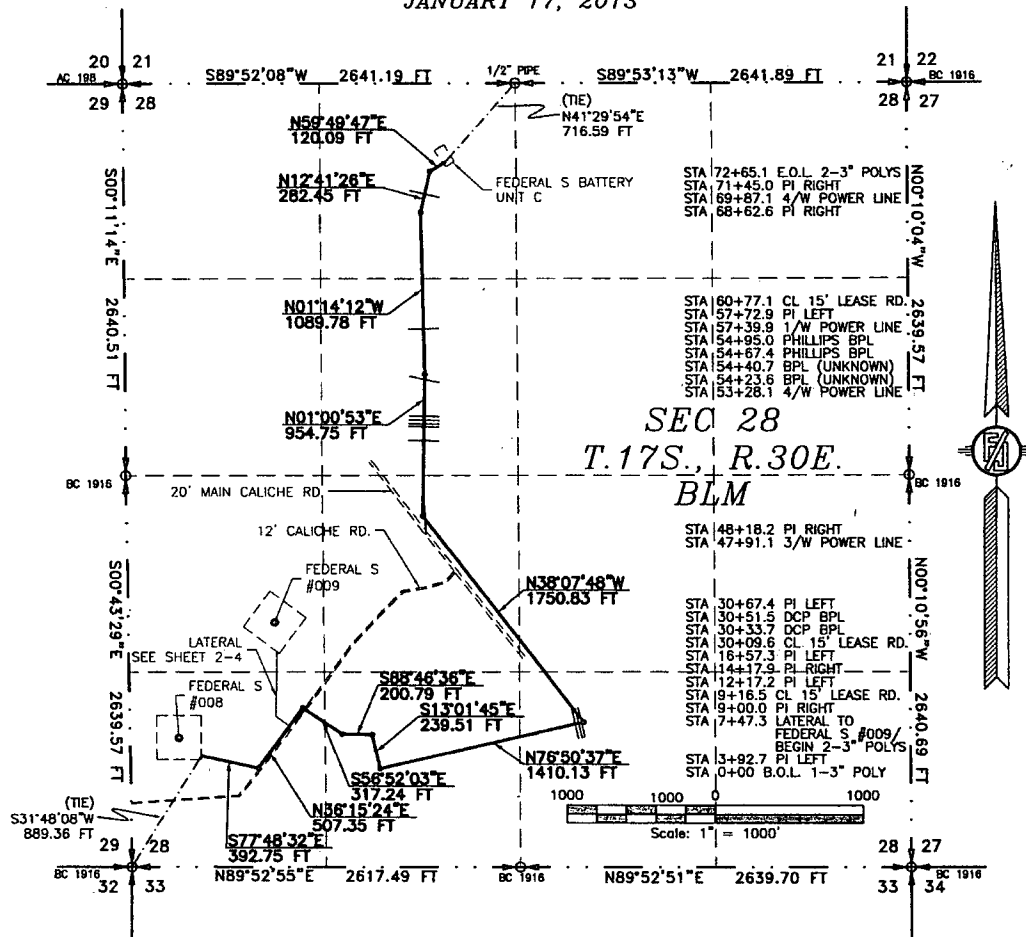 JANUARY 17, 2013
20 21
29 28
AC 198
S89°52'08"W 2641.19 FT
1/2" PIPE
S89°53'13"W 2641.89 FT
21 22
28 27
BC 1916
(TIE)
N41°29'54"E
716.59 FT
N59°49'47"E
120.09 FT
FEDERAL S BATTERY
UNIT C
N12°41'26"E
282.45 FT
S00°11'14"E 2640.51 FT
N00°10'04"W 2639.57 FT
STA 72+65.1 E.O.L. 2-3" POLYS
STA 71+45.0 PI RIGHT
STA 69+87.1 4/W POWER LINE
STA 68+62.6 PI RIGHT
N01°14'12"W
1089.78 FT
STA 60+77.1 CL 15' LEASE RD.
STA 57+72.9 PI LEFT
STA 57+39.9 1/W POWER LINE
STA 54+95.0 PHILLIPS BPL
STA 54+67.4 PHILLIPS BPL
STA 54+40.7 BPL (UNKNOWN)
STA 54+23.6 BPL (UNKNOWN)
STA 53+28.1 4/W POWER LINE
N01°00'53"E
954.75 FT
SEC 28
T.17S., R.30E.
BLM
BC 1916
BC 1916
20' MAIN CALICHE RD.
12' CALICHE RD.
STA 48+18.2 PI RIGHT
STA 47+91.1 3/W POWER LINE
FEDERAL S
#009
N38°07'48"W
1750.83 FT
S00°43'29"E 2639.57 FT
N00°10'56"W 2640.69 FT
STA 30+67.4 PI LEFT
STA 30+51.5 DCP BPL
STA 30+33.7 DCP BPL
STA 30+09.6 CL 15' LEASE RD.
STA 16+57.3 PI LEFT
STA 14+17.9 PI RIGHT
STA 12+17.2 PI LEFT
STA 9+16.5 CL 15' LEASE RD.
STA 9+00.0 PI RIGHT
STA 7+47.3 LATERAL TO
FEDERAL S #009/
BEGIN 2-3" POLYS
STA 3+92.7 PI LEFT
STA 0+00 B.O.L. 1-3" POLY
LATERAL
SEE SHEET 2-4
FEDERAL S
#008
S88°46'36"E
200.79 FT
S13°01'45"E
239.51 FT
N76°50'37"E
1410.13 FT
S56°52'03"E
317.24 FT
N36°15'24"E
507.35 FT
S77°48'32"E
392.75 FT
(TIE)
S31°48'08"W
889.36 FT
1000 1000 0 1000
Scale: 1" = 1000'
29 28
32 33
BC 1916
N89°52'55"E 2617.49 FT
BC 1916
N89°52'51"E 2639.70 FT
28 27
33 34
BC 1916